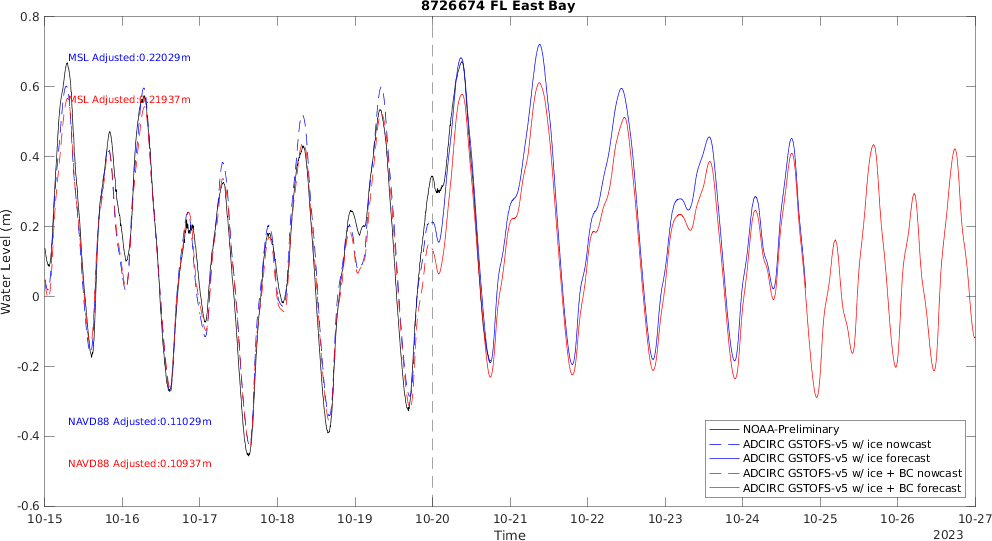 8726674 FL East Bay
0.8
0.6
0.4
0.2
0
-0.2
-0.4
-0.6
Water Level (m)
MSL Adjusted:0.22029m
MSL Adjusted:0.21937m
NAVD88 Adjusted:0.11029m
NAVD88 Adjusted:0.10937m
NOAA-Preliminary
ADCIRC GSTOFS-v5 w/ ice nowcast
ADCIRC GSTOFS-v5 w/ ice forecast
ADCIRC GSTOFS-v5 w/ ice + BC nowcast
ADCIRC GSTOFS-v5 w/ ice + BC forecast
10-15 10-16 10-17 10-18 10-19 10-20 10-21 10-22 10-23 10-24 10-25 10-26 10-27
Time
2023